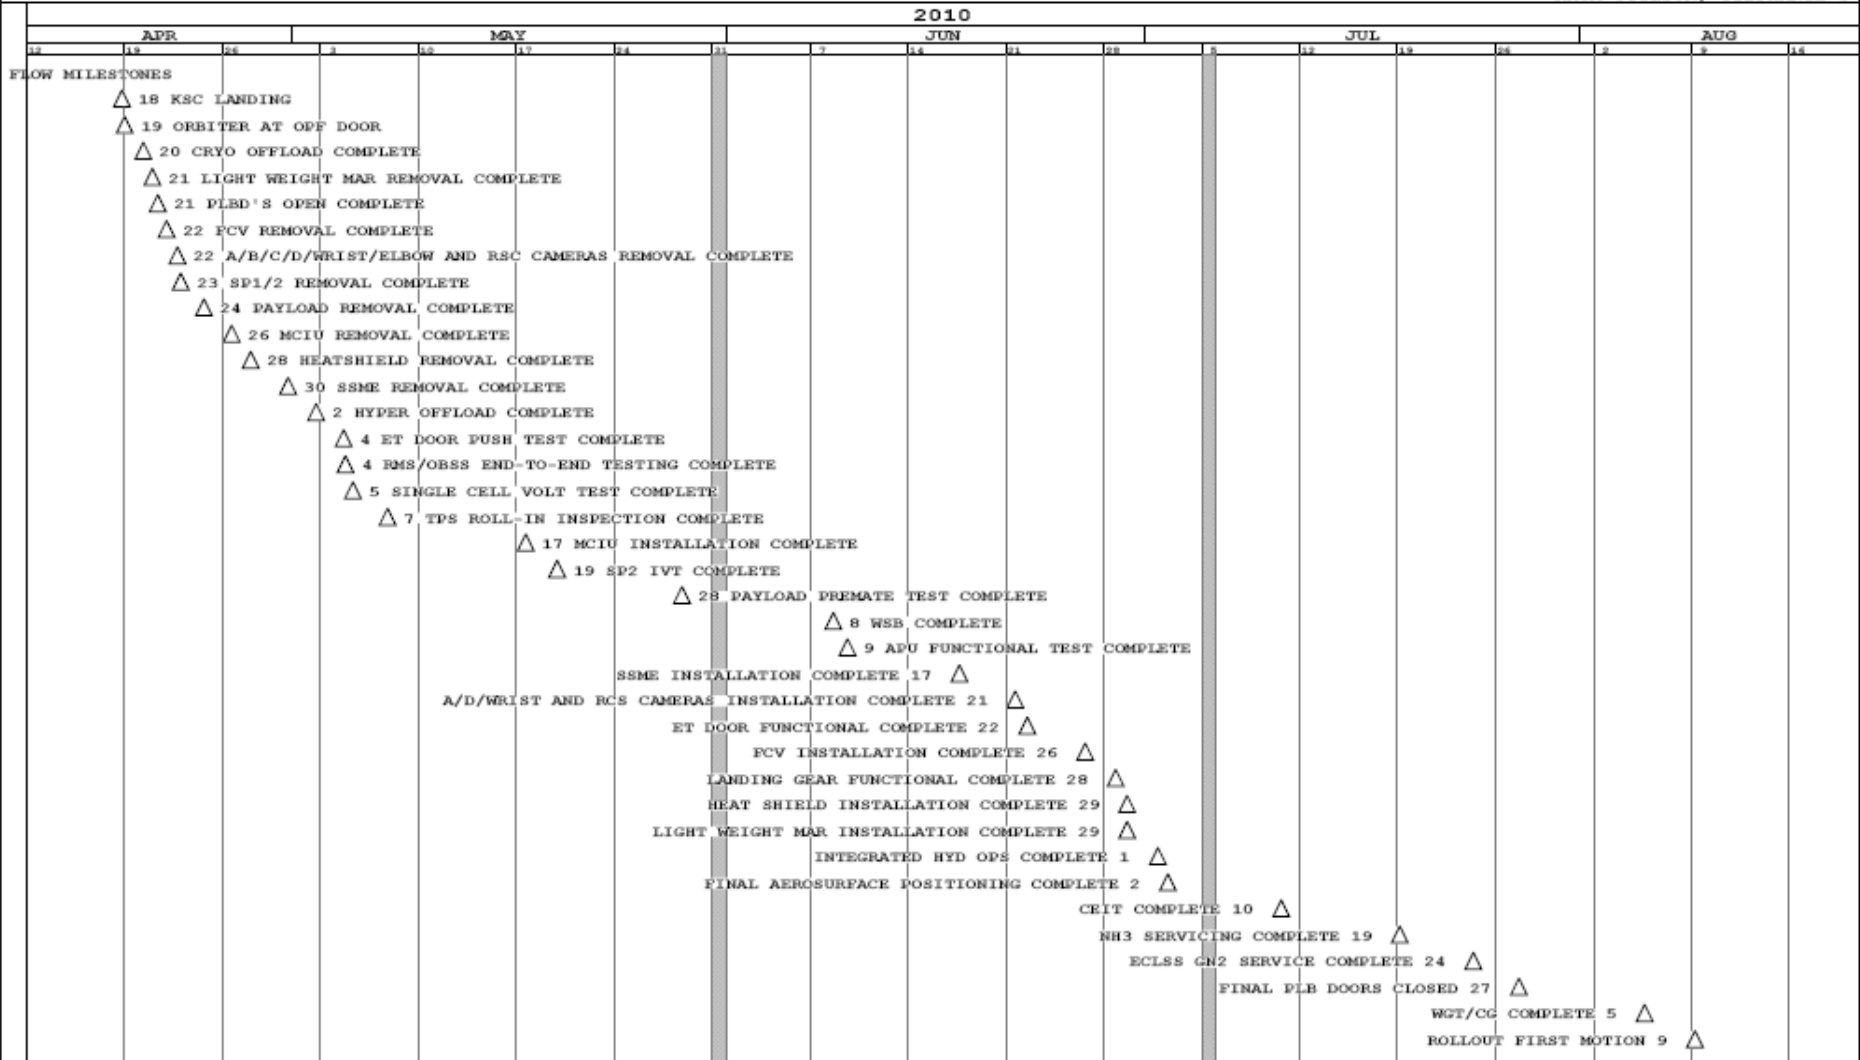 2010
APR MAY JUN JUL AUG
12 19 26 3 10 17 24 31 7 14 21 28 5 12 19 26 2 9 16
FLOW MILESTONES
18 KSC LANDING
19 ORBITER AT OPF DOOR
20 CRYO OFFLOAD COMPLETE
21 LIGHT WEIGHT MAR REMOVAL COMPLETE
21 PLBD'S OPEN COMPLETE
22 FCV REMOVAL COMPLETE
22 A/B/C/D/WRIST/ELBOW AND RSC CAMERAS REMOVAL COMPLETE
23 SP1/2 REMOVAL COMPLETE
24 PAYLOAD REMOVAL COMPLETE
26 MCIU REMOVAL COMPLETE
28 HEATSHIELD REMOVAL COMPLETE
30 SSME REMOVAL COMPLETE
2 HYPER OFFLOAD COMPLETE
4 ET DOOR PUSH TEST COMPLETE
4 RMS/OBSS END-TO-END TESTING COMPLETE
5 SINGLE CELL VOLT TEST COMPLETE
7 TPS ROLL-IN INSPECTION COMPLETE
17 MCIU INSTALLATION COMPLETE
19 SP2 IVT COMPLETE
28 PAYLOAD PREMATE TEST COMPLETE
8 WSB COMPLETE
9 APU FUNCTIONAL TEST COMPLETE
SSME INSTALLATION COMPLETE 17
A/D/WRIST AND RCS CAMERAS INSTALLATION COMPLETE 21
ET DOOR FUNCTIONAL COMPLETE 22
FCV INSTALLATION COMPLETE 26
LANDING GEAR FUNCTIONAL COMPLETE 28
HEAT SHIELD INSTALLATION COMPLETE 29
LIGHT WEIGHT MAR INSTALLATION COMPLETE 29
INTEGRATED HYD OPS COMPLETE 1
FINAL AEROSURFACE POSITIONING COMPLETE 2
CEIT COMPLETE 10
NH3 SERVICING COMPLETE 19
ECLSS GN2 SERVICE COMPLETE 24
FINAL PLB DOORS CLOSED 27
WGT/CG COMPLETE 5
ROLLOUT FIRST MOTION 9